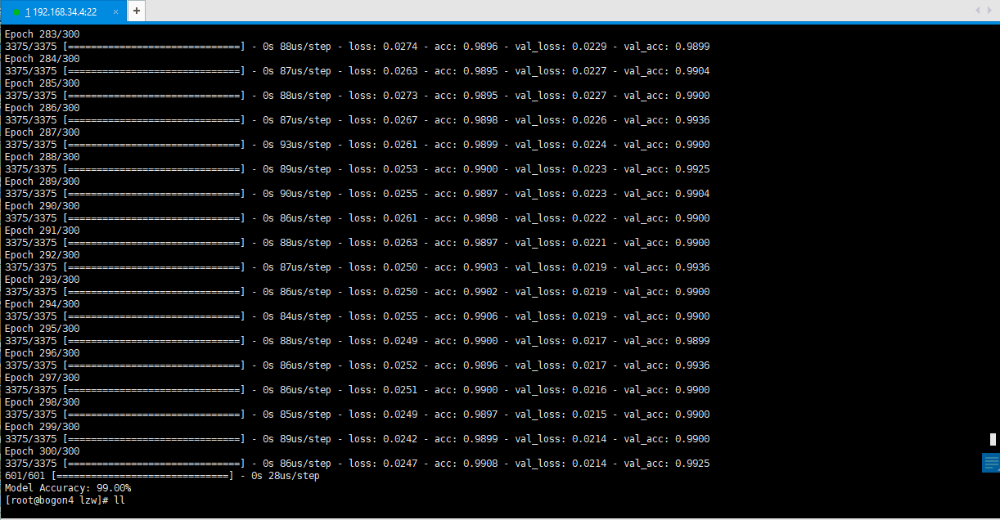 1 192.168.34.4:22 × +
Epoch 283/300
3375/3375 [==============================] - 0s 88us/step - loss: 0.0274 - acc: 0.9896 - val_loss: 0.0229 - val_acc: 0.9899
Epoch 284/300
3375/3375 [==============================] - 0s 87us/step - loss: 0.0263 - acc: 0.9895 - val_loss: 0.0227 - val_acc: 0.9904
Epoch 285/300
3375/3375 [==============================] - 0s 88us/step - loss: 0.0273 - acc: 0.9895 - val_loss: 0.0227 - val_acc: 0.9900
Epoch 286/300
3375/3375 [==============================] - 0s 87us/step - loss: 0.0267 - acc: 0.9898 - val_loss: 0.0226 - val_acc: 0.9936
Epoch 287/300
3375/3375 [==============================] - 0s 93us/step - loss: 0.0261 - acc: 0.9899 - val_loss: 0.0224 - val_acc: 0.9900
Epoch 288/300
3375/3375 [==============================] - 0s 89us/step - loss: 0.0253 - acc: 0.9900 - val_loss: 0.0223 - val_acc: 0.9925
Epoch 289/300
3375/3375 [==============================] - 0s 90us/step - loss: 0.0255 - acc: 0.9897 - val_loss: 0.0223 - val_acc: 0.9904
Epoch 290/300
3375/3375 [==============================] - 0s 86us/step - loss: 0.0261 - acc: 0.9898 - val_loss: 0.0222 - val_acc: 0.9900
Epoch 291/300
3375/3375 [==============================] - 0s 88us/step - loss: 0.0263 - acc: 0.9897 - val_loss: 0.0221 - val_acc: 0.9900
Epoch 292/300
3375/3375 [==============================] - 0s 87us/step - loss: 0.0250 - acc: 0.9903 - val_loss: 0.0219 - val_acc: 0.9936
Epoch 293/300
3375/3375 [==============================] - 0s 86us/step - loss: 0.0250 - acc: 0.9902 - val_loss: 0.0219 - val_acc: 0.9900
Epoch 294/300
3375/3375 [==============================] - 0s 84us/step - loss: 0.0255 - acc: 0.9906 - val_loss: 0.0219 - val_acc: 0.9900
Epoch 295/300
3375/3375 [==============================] - 0s 88us/step - loss: 0.0249 - acc: 0.9900 - val_loss: 0.0217 - val_acc: 0.9899
Epoch 296/300
3375/3375 [==============================] - 0s 86us/step - loss: 0.0252 - acc: 0.9896 - val_loss: 0.0217 - val_acc: 0.9936
Epoch 297/300
3375/3375 [==============================] - 0s 86us/step - loss: 0.0251 - acc: 0.9900 - val_loss: 0.0216 - val_acc: 0.9900
Epoch 298/300
3375/3375 [==============================] - 0s 85us/step - loss: 0.0249 - acc: 0.9897 - val_loss: 0.0215 - val_acc: 0.9900
Epoch 299/300
3375/3375 [==============================] - 0s 89us/step - loss: 0.0242 - acc: 0.9899 - val_loss: 0.0214 - val_acc: 0.9900
Epoch 300/300
3375/3375 [==============================] - 0s 86us/step - loss: 0.0247 - acc: 0.9908 - val_loss: 0.0214 - val_acc: 0.9925
601/601 [==============================] - 0s 28us/step
Model Accuracy: 99.00%
[root@bogon4 lzw]# ll